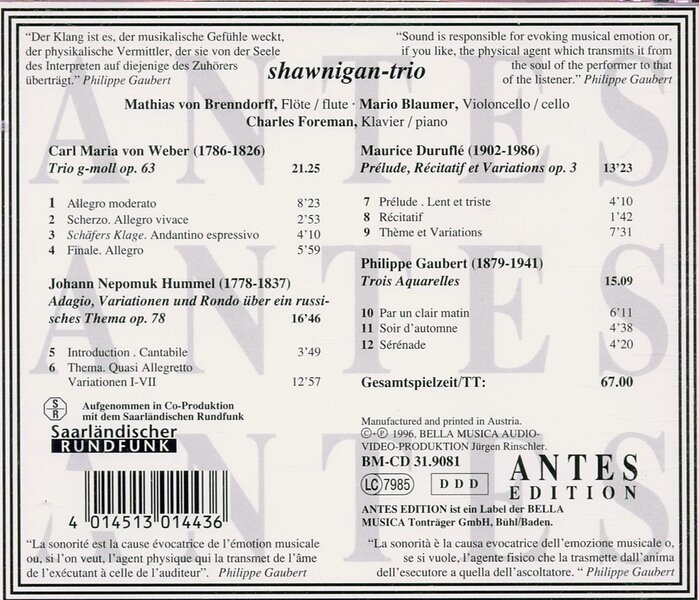 "Der Klang ist es, der musikalische Gefühle weckt,
der physikalische Vermittler, der sie von der Seele
des Interpreten auf diejenige des Zuhörers
überträgt." Philippe Gaubert
"Sound is responsible for evoking musical emotion or,
if you like, the physical agent which transmits it from
the soul of the performer to that
of the listener." Philippe Gaubert
shawnigan-trio
Mathias von Brenndorff, Flöte / flute · Mario Blaumer, Violoncello / cello
Charles Foreman, Klavier / piano
Carl Maria von Weber (1786-1826)
Trio g-moll op. 63 21.25
1 Allegro moderato 8'23
2 Scherzo. Allegro vivace 2'53
3 Schäfers Klage. Andantino espressivo 4'10
4 Finale. Allegro 5'59
Johann Nepomuk Hummel (1778-1837)
Adagio, Variationen und Rondo über ein russi-
sches Thema op. 78 16'46
5 Introduction . Cantabile 3'49
6 Thema. Quasi Allegretto
Variationen I-VII 12'57
Maurice Duruflé (1902-1986)
Prélude, Récitatif et Variations op. 3 13'23
7 Prélude . Lent et triste 4'10
8 Récitatif 1'42
9 Thème et Variations 7'31
Philippe Gaubert (1879-1941)
Trois Aquarelles 15.09
10 Par un clair matin 6'11
11 Soir d'automne 4'38
12 Sérénade 4'20
Gesamtspielzeit/TT: 67.00
S
R
Aufgenommen in Co-Produktion
mit dem Saarländischen Rundfunk
Saarländischer
RUNDFUNK
4 014513 014436
Manufactured and printed in Austria.
©+℗ 1996, BELLA MUSICA AUDIO-
VIDEO-PRODUKTION Jürgen Rinschler.
BM-CD 31.9081
LC 7985 D D D
ANTES
EDITION
ANTES EDITION ist ein Label der BELLA
MUSICA Tonträger GmbH, Bühl/Baden.
"La sonorité est la cause évocatrice de l'émotion musicale
ou, si l'on veut, l'agent physique qui la transmet de l'âme
de l'exécutant à celle de l'auditeur". Philippe Gaubert
"La sonorità è la causa evocatrice dell'emozione musicale o,
se si vuole, l'agente fisico che la trasmette dall'anima
dell'esecutore a quella dell'ascoltatore. " Philippe Gaubert
ANTES
ANTES
ANTES